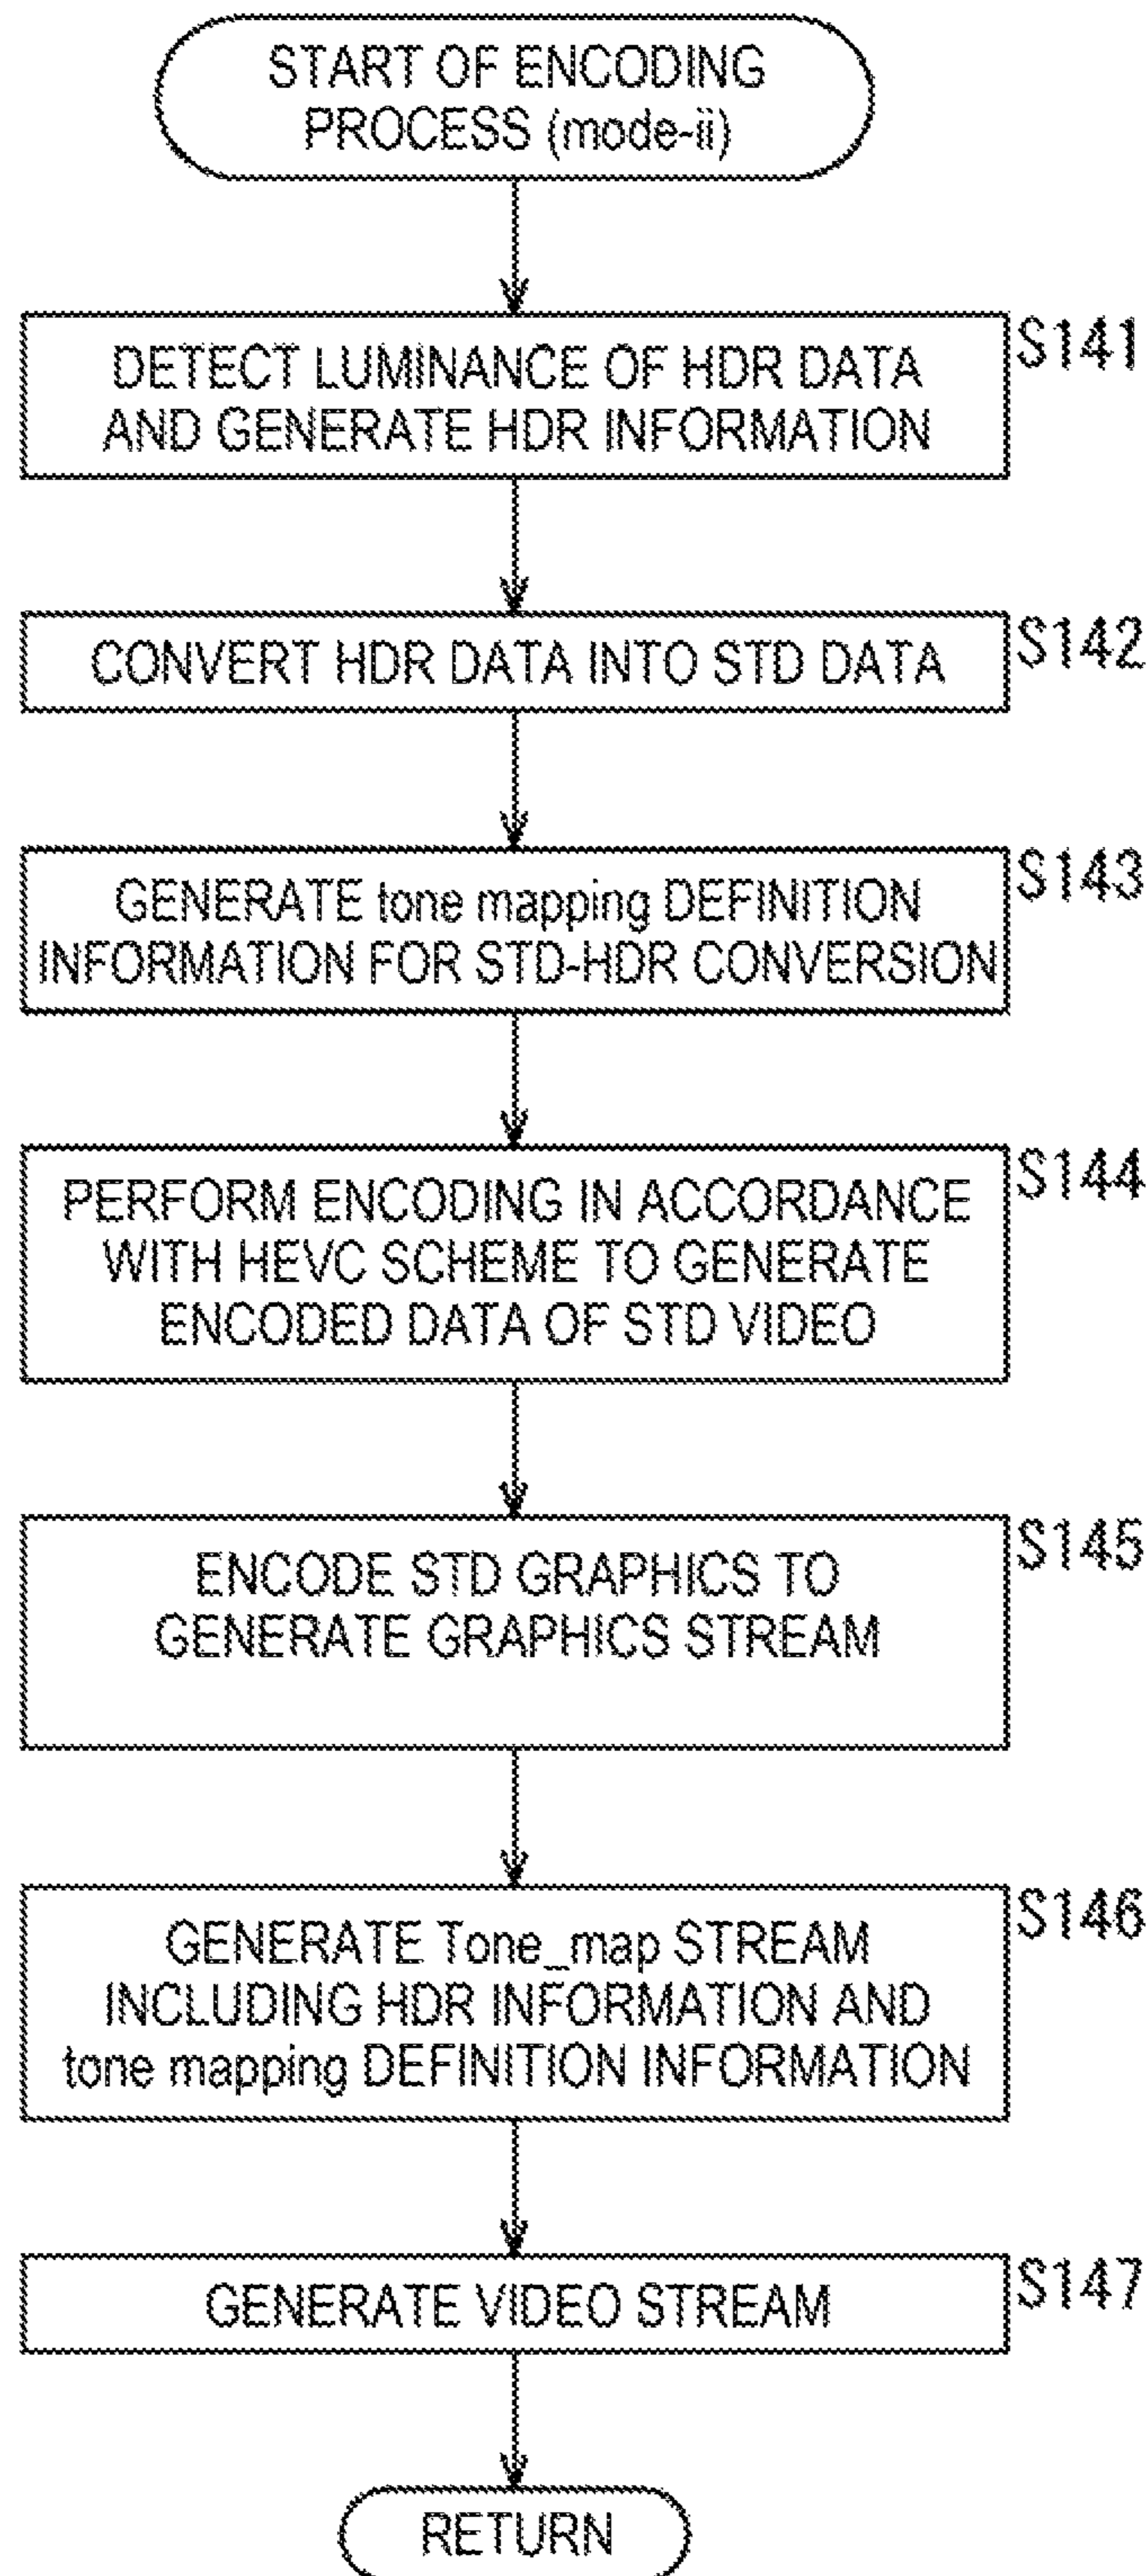 START OF ENCODING
PROCESS (mode-ii)
S141
DETECT LUMINANCE OF HDR DATA
AND GENERATE HDR INFORMATION
S142
CONVERT HDR DATA INTO STD DATA
S143
GENERATE tone mapping DEFINITION
INFORMATION FOR STD-HDR CONVERSION
S144
PERFORM ENCODING IN ACCORDANCE
WITH HEVC SCHEME TO GENERATE
ENCODED DATA OF STD VIDEO
S145
ENCODE STD GRAPHICS TO
GENERATE GRAPHICS STREAM
S146
GENERATE Tone_map STREAM
INCLUDING HDR INFORMATION AND
tone mapping DEFINITION INFORMATION
S147
GENERATE VIDEO STREAM
RETURN